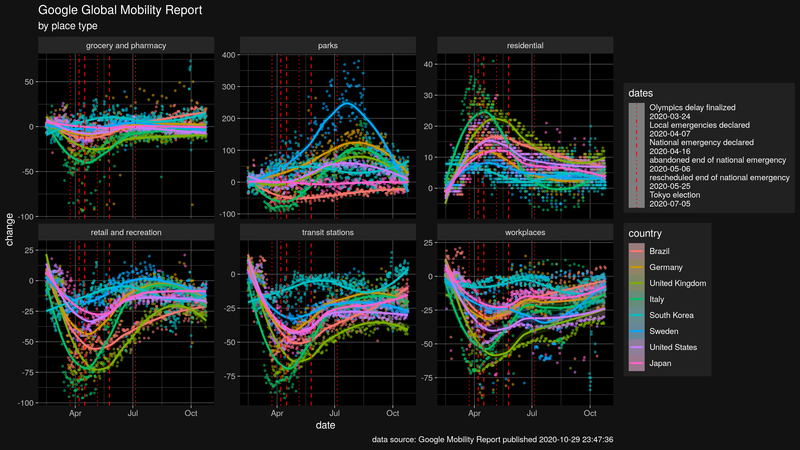 Google Global Mobility Report
by place type
grocery and pharmacy
parks
residential
50
0
-50
-100
400
300
200
100
0
-100
40
30
20
10
0
change
retail and recreation
transit stations
workplaces
25
0
-25
-50
-75
-100
0
-25
-50
-75
25
0
-25
-50
-75
Apr
Jul
Oct
Apr
Jul
Oct
Apr
Jul
Oct
date
dates
Olympics delay finalized
2020-03-24
Local emergencies declared
2020-04-07
National emergency declared
2020-04-16
abandoned end of national emergency
2020-05-06
rescheduled end of national emergency
2020-05-25
Tokyo election
2020-07-05
country
Brazil
Germany
United Kingdom
Italy
South Korea
Sweden
United States
Japan
data source: Google Mobility Report published 2020-10-29 23:47:36